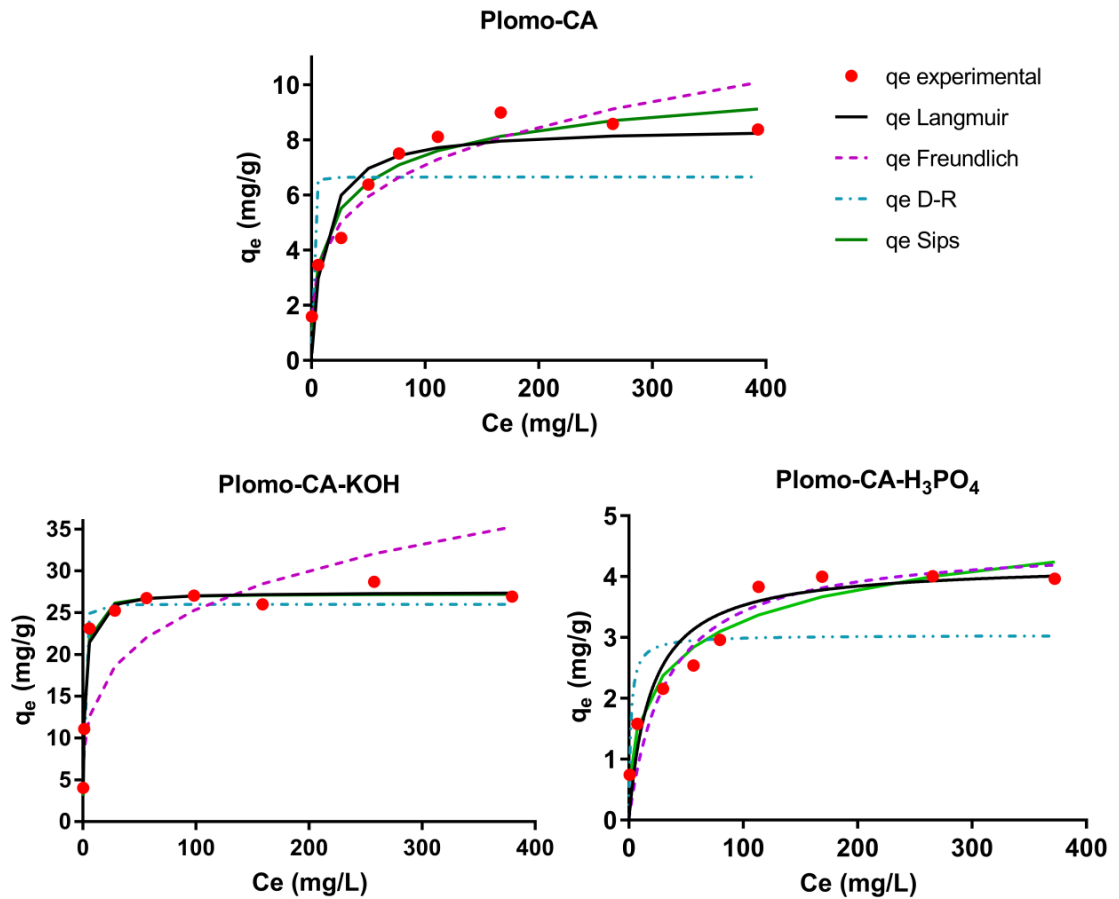 Plomo-CA
10
8
6
4
2
0
qₑ (mg/g)
0 100 200 300 400
Ce (mg/L)
qe experimental
qe Langmuir
qe Freundlich
qe D-R
qe Sips
Plomo-CA-KOH
35
30
25
20
15
10
5
0
qₑ (mg/g)
0 100 200 300 400
Ce (mg/L)
Plomo-CA-H₃PO₄
5
4
3
2
1
0
qₑ (mg/g)
0 100 200 300 400
Ce (mg/L)